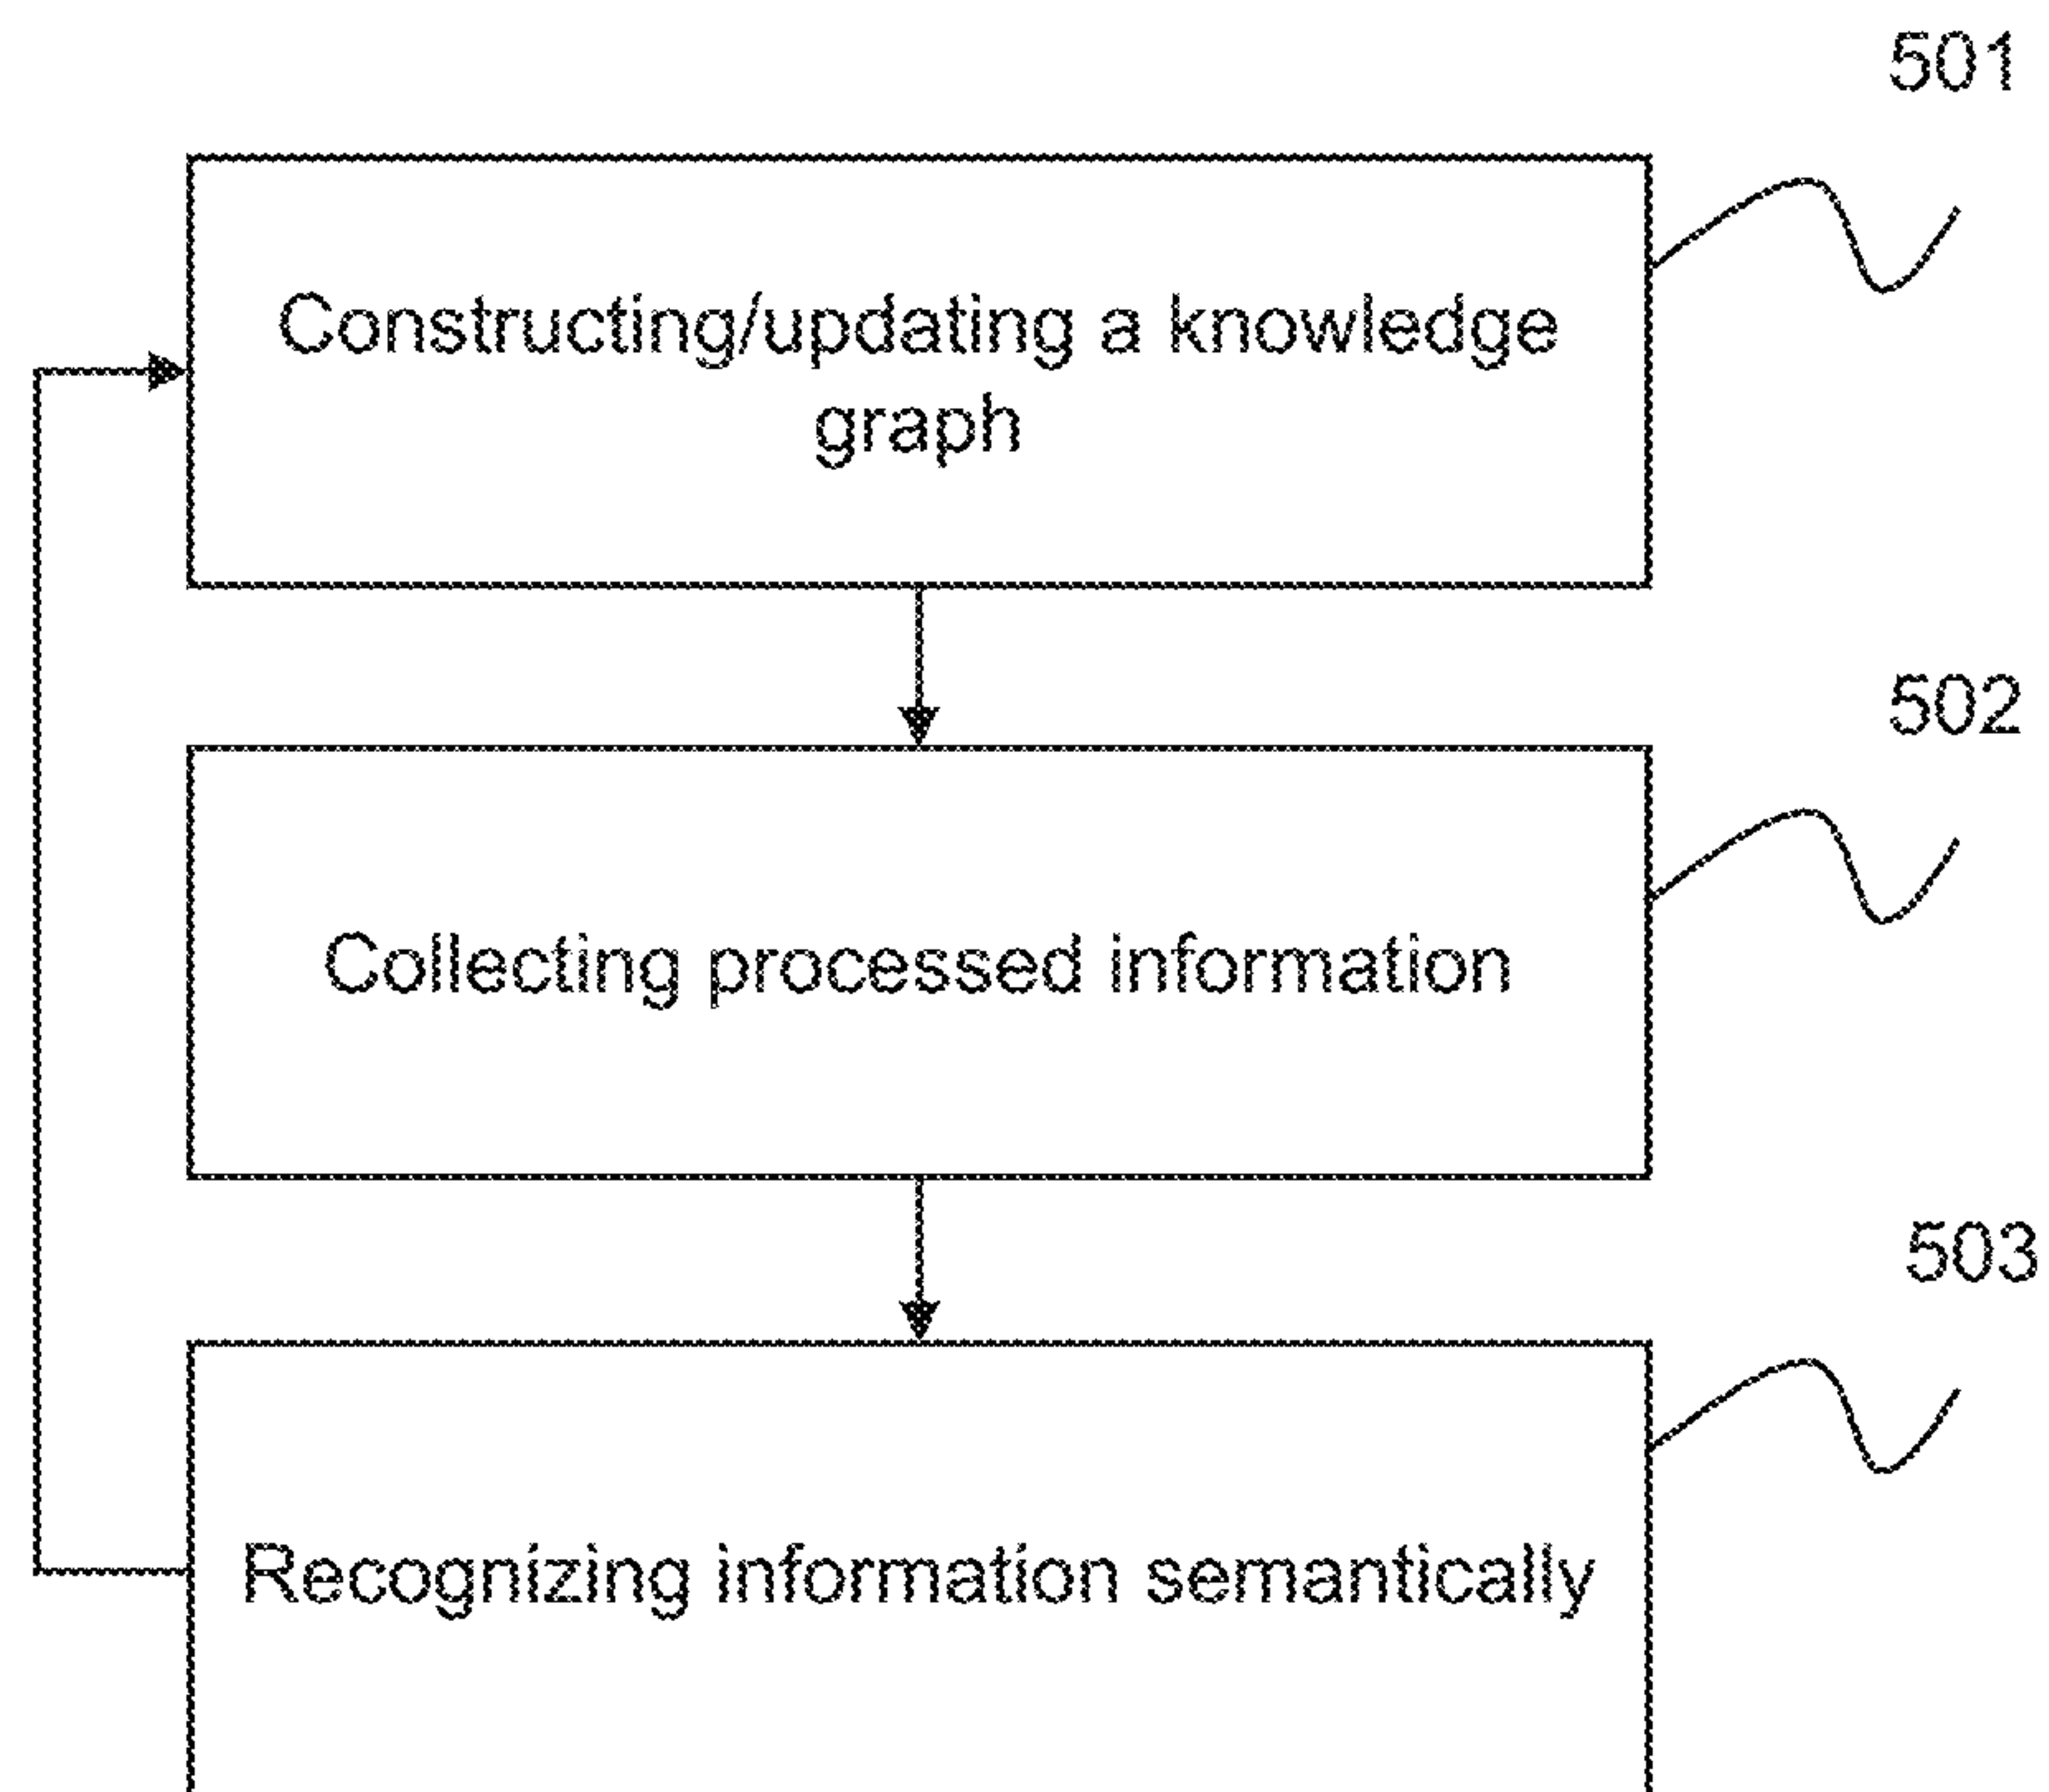 501
Constructing/updating a knowledge
graph
502
Collecting processed information
503
Recognizing information semantically